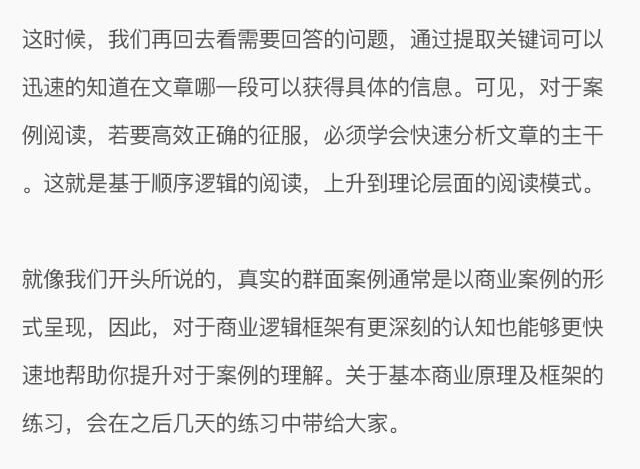 这时候，我们再回去看需要回答的问题，通过提取关键词可以
迅速的知道在文章哪一段可以获得具体的信息。可见，对于案
例阅读，若要高效正确的征服，必须学会快速分析文章的主干
。这就是基于顺序逻辑的阅读，上升到理论层面的阅读模式。
就像我们开头所说的，真实的群面案例通常是以商业案例的形
式呈现，因此，对于商业逻辑框架有更深刻的认知也能够更快
速地帮助你提升对于案例的理解。关于基本商业原理及框架的
练习，会在之后几天的练习中带给大家。